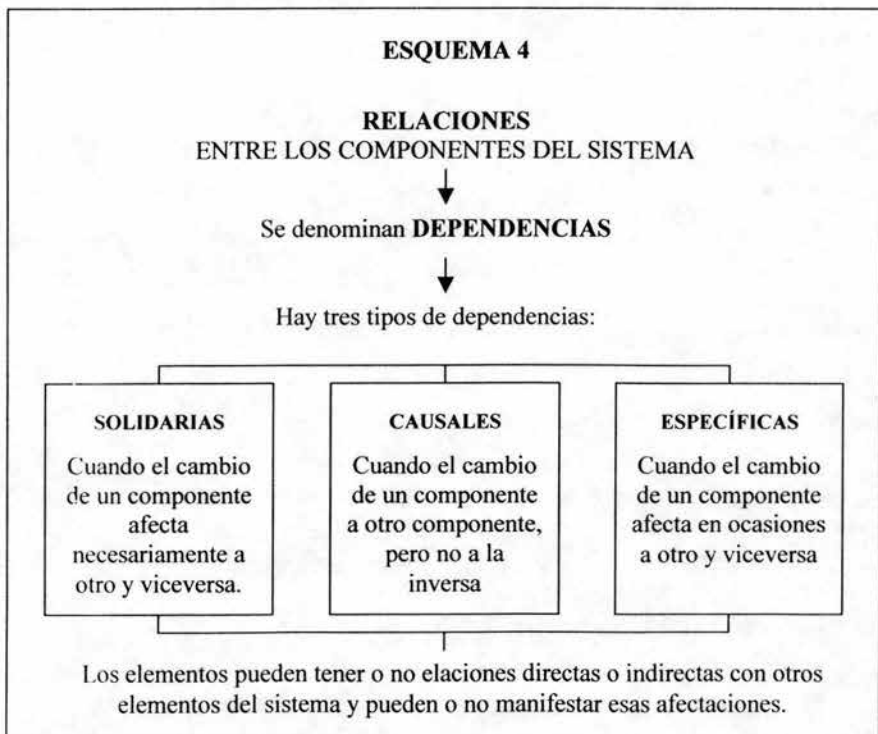 ESQUEMA 4
RELACIONES
ENTRE LOS COMPONENTES DEL SISTEMA
Se denominan DEPENDENCIAS
Hay tres tipos de dependencias:
SOLIDARIAS
Cuando el cambio
de un componente
afecta
necesariamente a
otro y viceversa.
CAUSALES
Cuando el cambio
de un componente
a otro componente,
pero no a la
inversa
ESPECÍFICAS
Cuando el cambio
de un componente
afecta en ocasiones
a otro y viceversa
Los elementos pueden tener o no elaciones directas o indirectas con otros
elementos del sistema y pueden o no manifestar esas afectaciones.